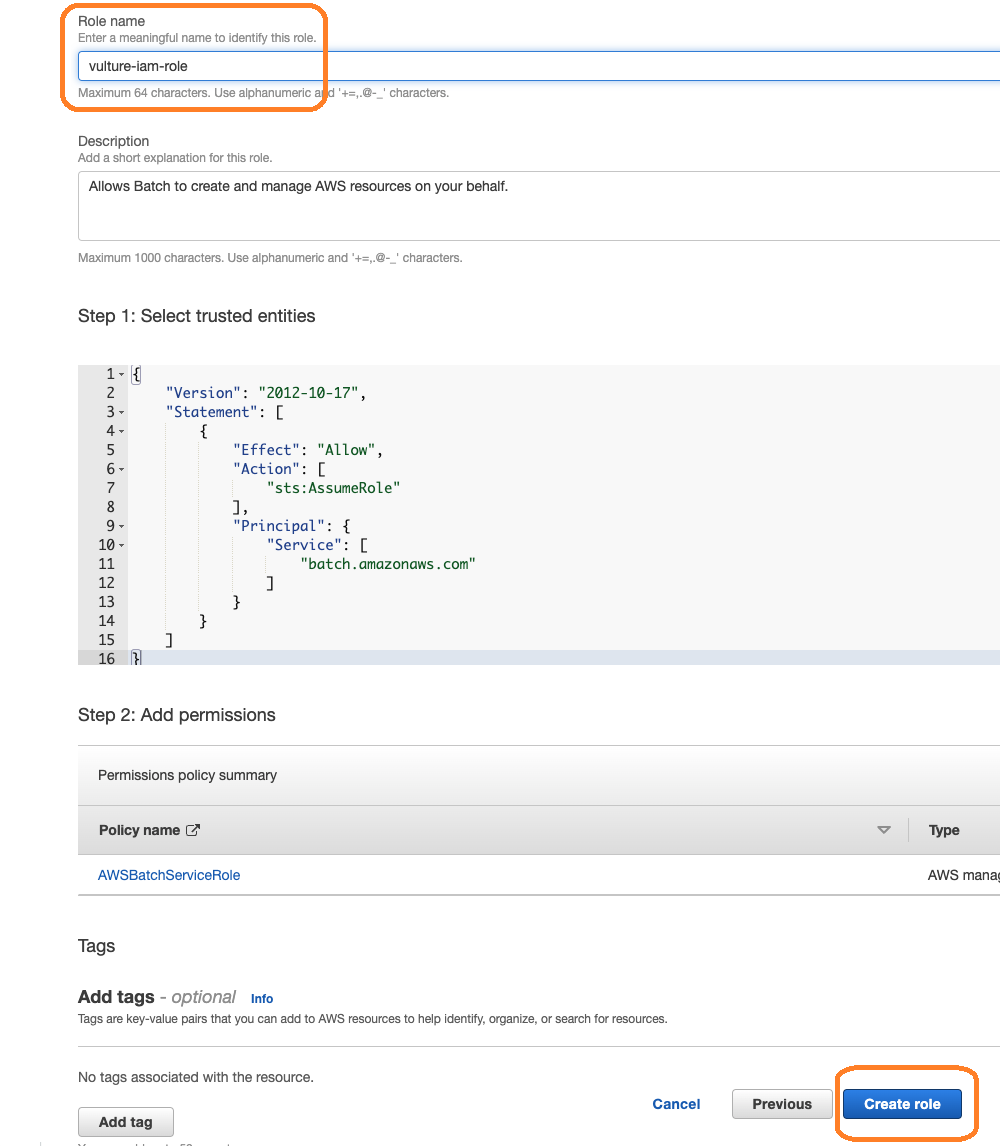 Role name
Enter a meaningful name to identify this role.
vulture-iam-role
Maximum 64 characters. Use alphanumeric and '+=,.@-_' characters.
Description
Add a short explanation for this role.
Allows Batch to create and manage AWS resources on your behalf.
Maximum 1000 characters. Use alphanumeric and '+=,.@-_' characters.
Step 1: Select trusted entities
1 {
2 "Version": "2012-10-17",
3 "Statement": [
4 {
5 "Effect": "Allow",
6 "Action": [
7 "sts:AssumeRole"
8 ],
9 "Principal": {
10 "Service": [
11 "batch.amazonaws.com"
12 ]
13 }
14 }
15 ]
16 }
Step 2: Add permissions
Permissions policy summary
Policy name Type
AWSBatchServiceRole AWS
Tags
Add tags - optional Info
Tags are key-value pairs that you can add to AWS resources to help identify, organize, or search for resources.
No tags associated with the resource.
Cancel Previous Create role
Add tag